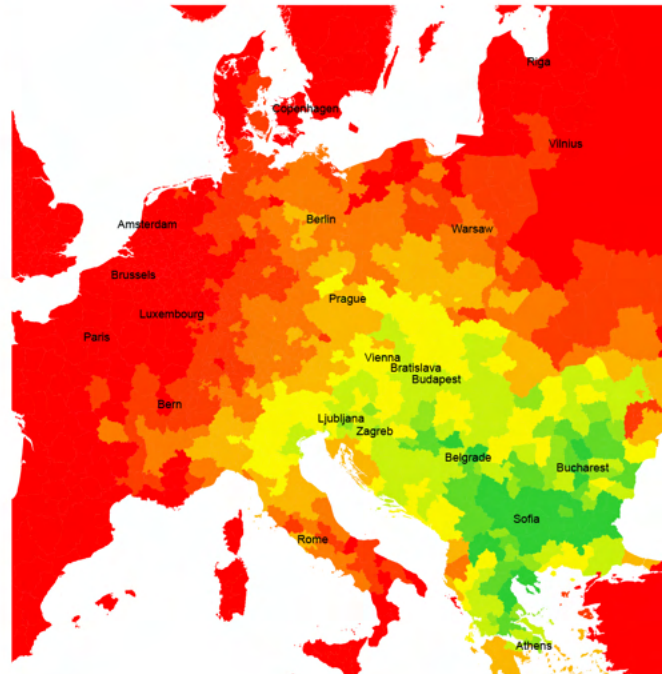 Riga
Copenhagen
Vilnius
Berlin
Amsterdam
Warsaw
Brussels
Prague
Luxembourg
Paris
Vienna
Bratislava
Budapest
Bern
Ljubljana
Zagreb
Belgrade
Bucharest
Sofia
Rome
Athens